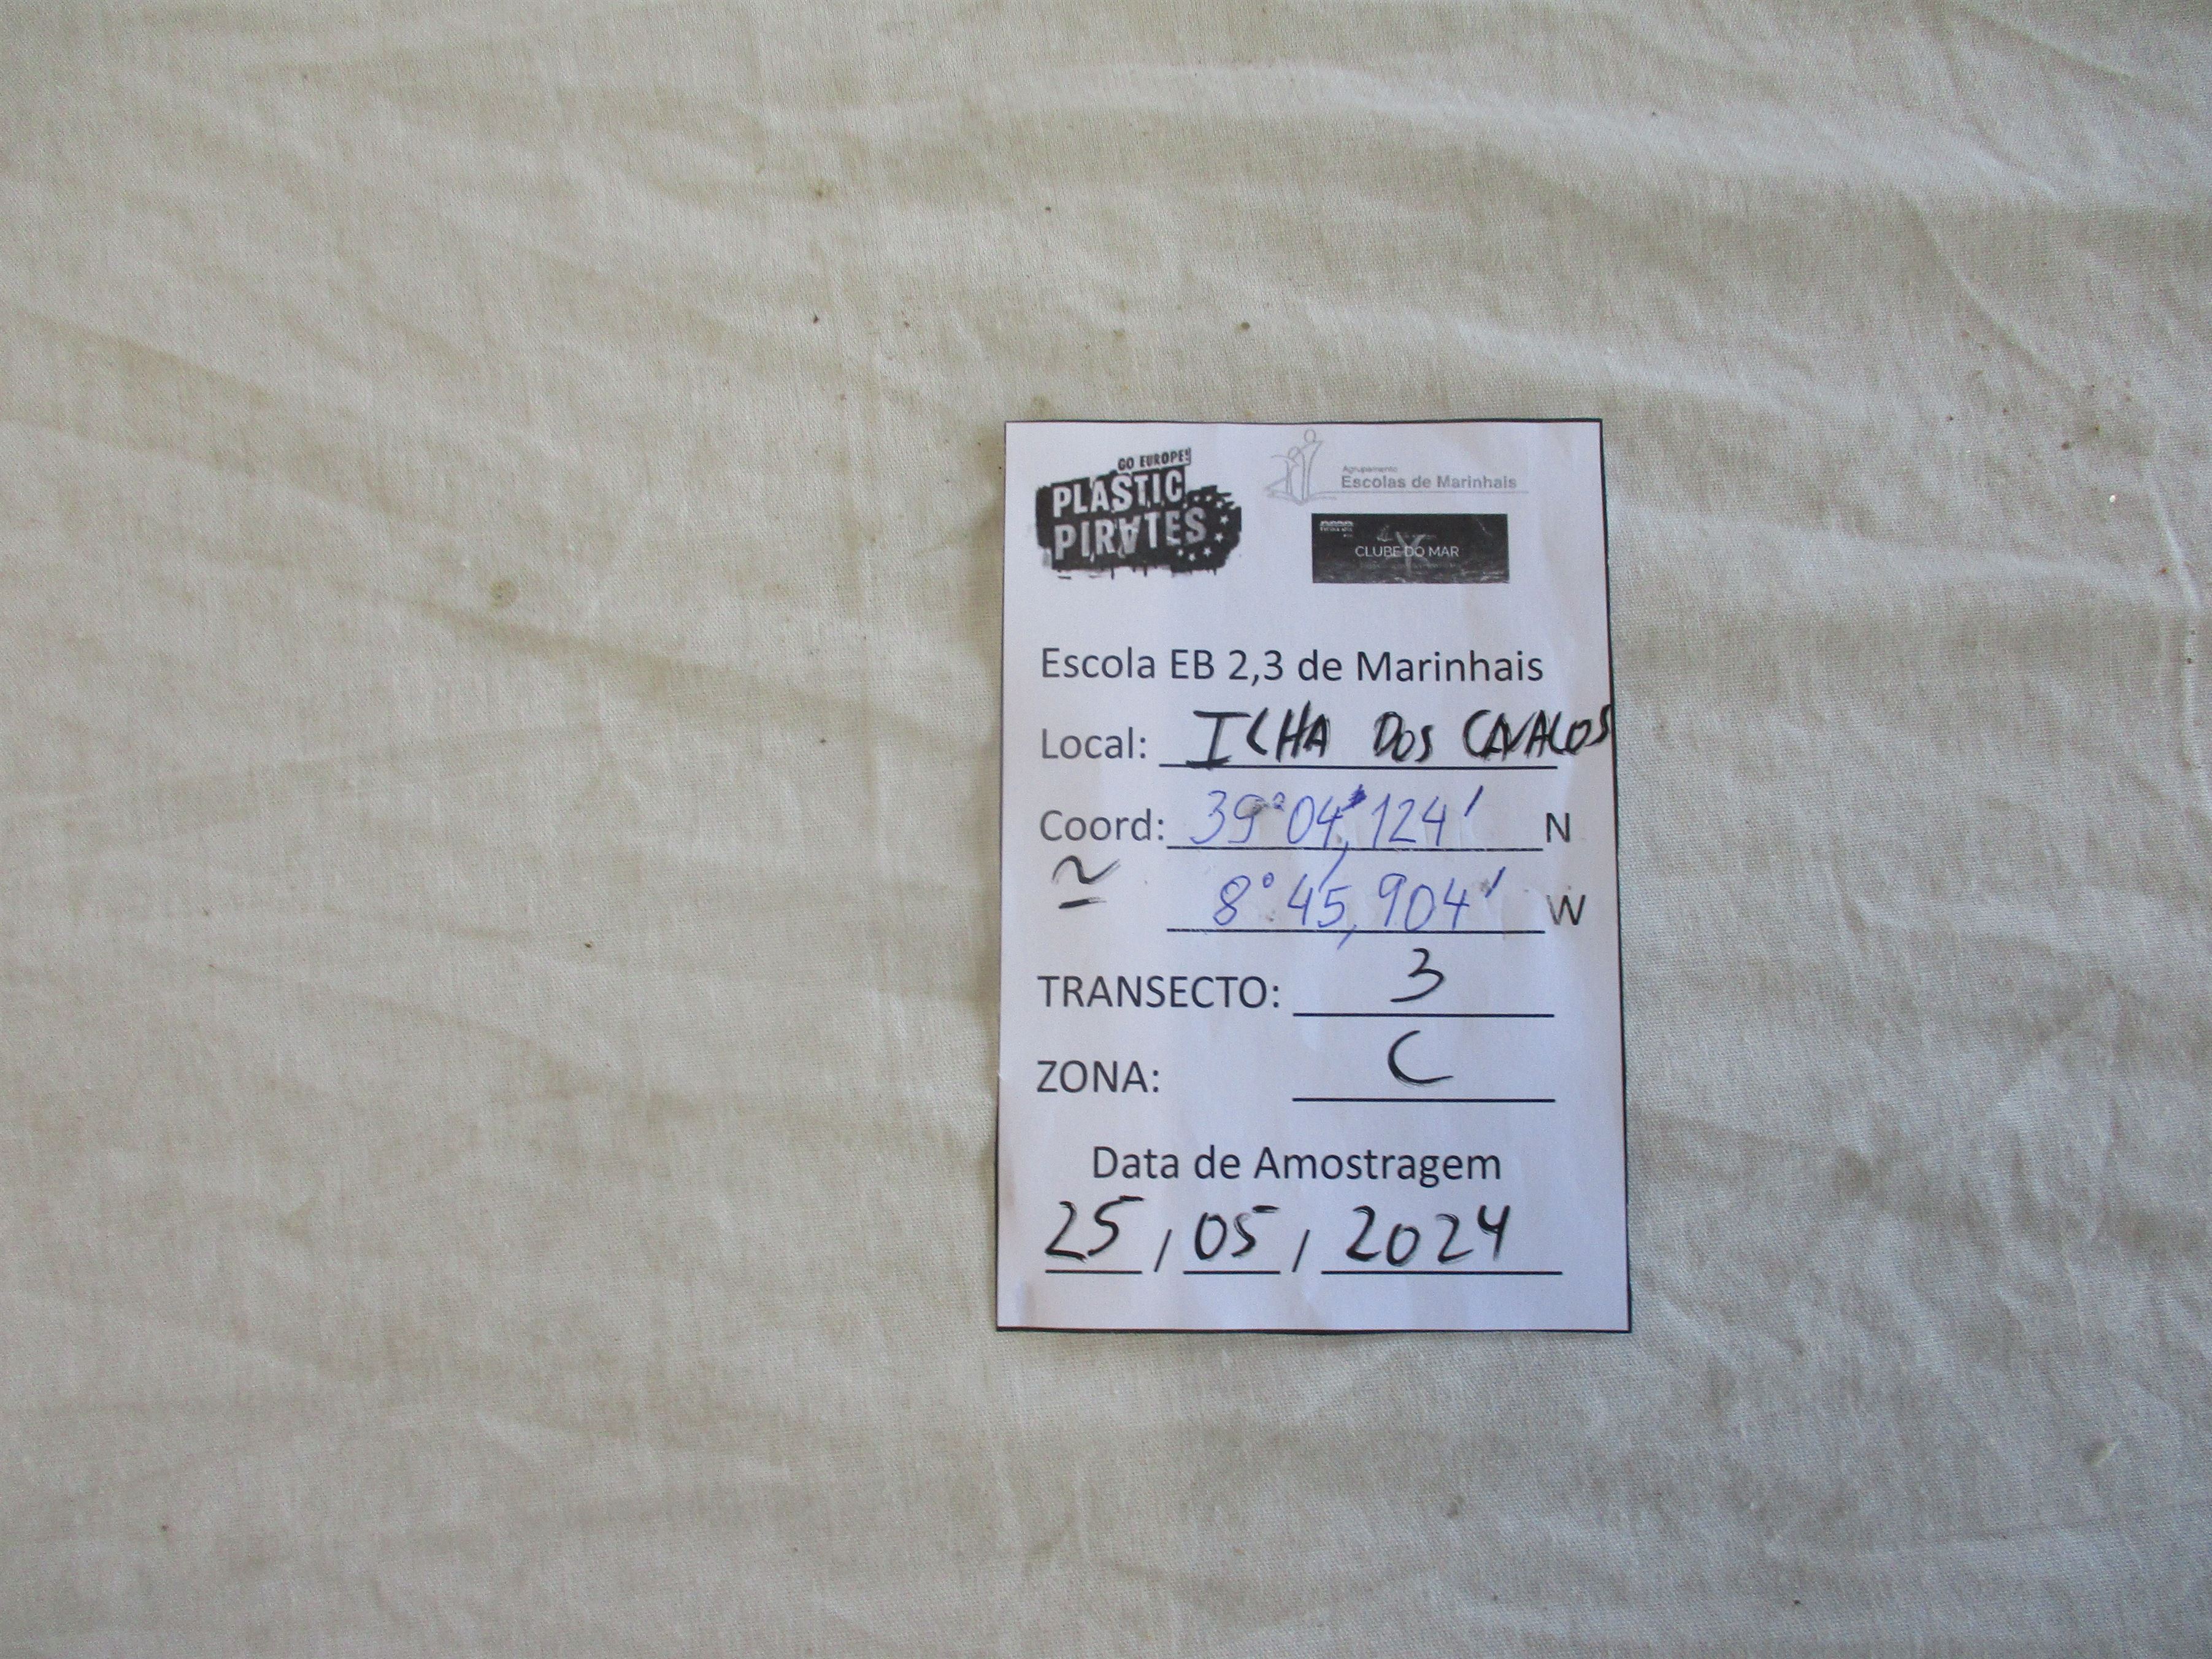 GO EUROPE!
PLASTIC
PIRATES
Agrupamento
Escolas de Marinhais
CLUBE DO MAR
Escola EB 2,3 de Marinhais
Local: ILHA DOS CAVALOS
Coord: 39°04,124' N
≃ 8°45,904' W
TRANSECTO: 3
ZONA: C
Data de Amostragem
25 / 05 / 2024